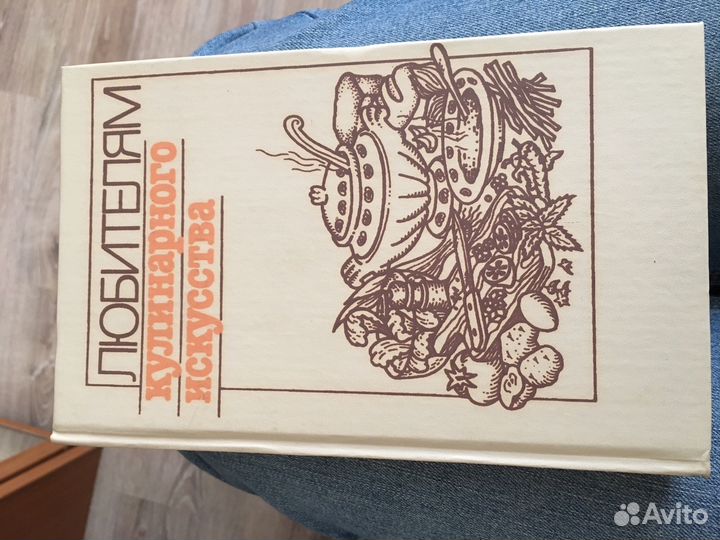 ЛЮБИТЕЛЯМ
кулинарного
искусства
Avito